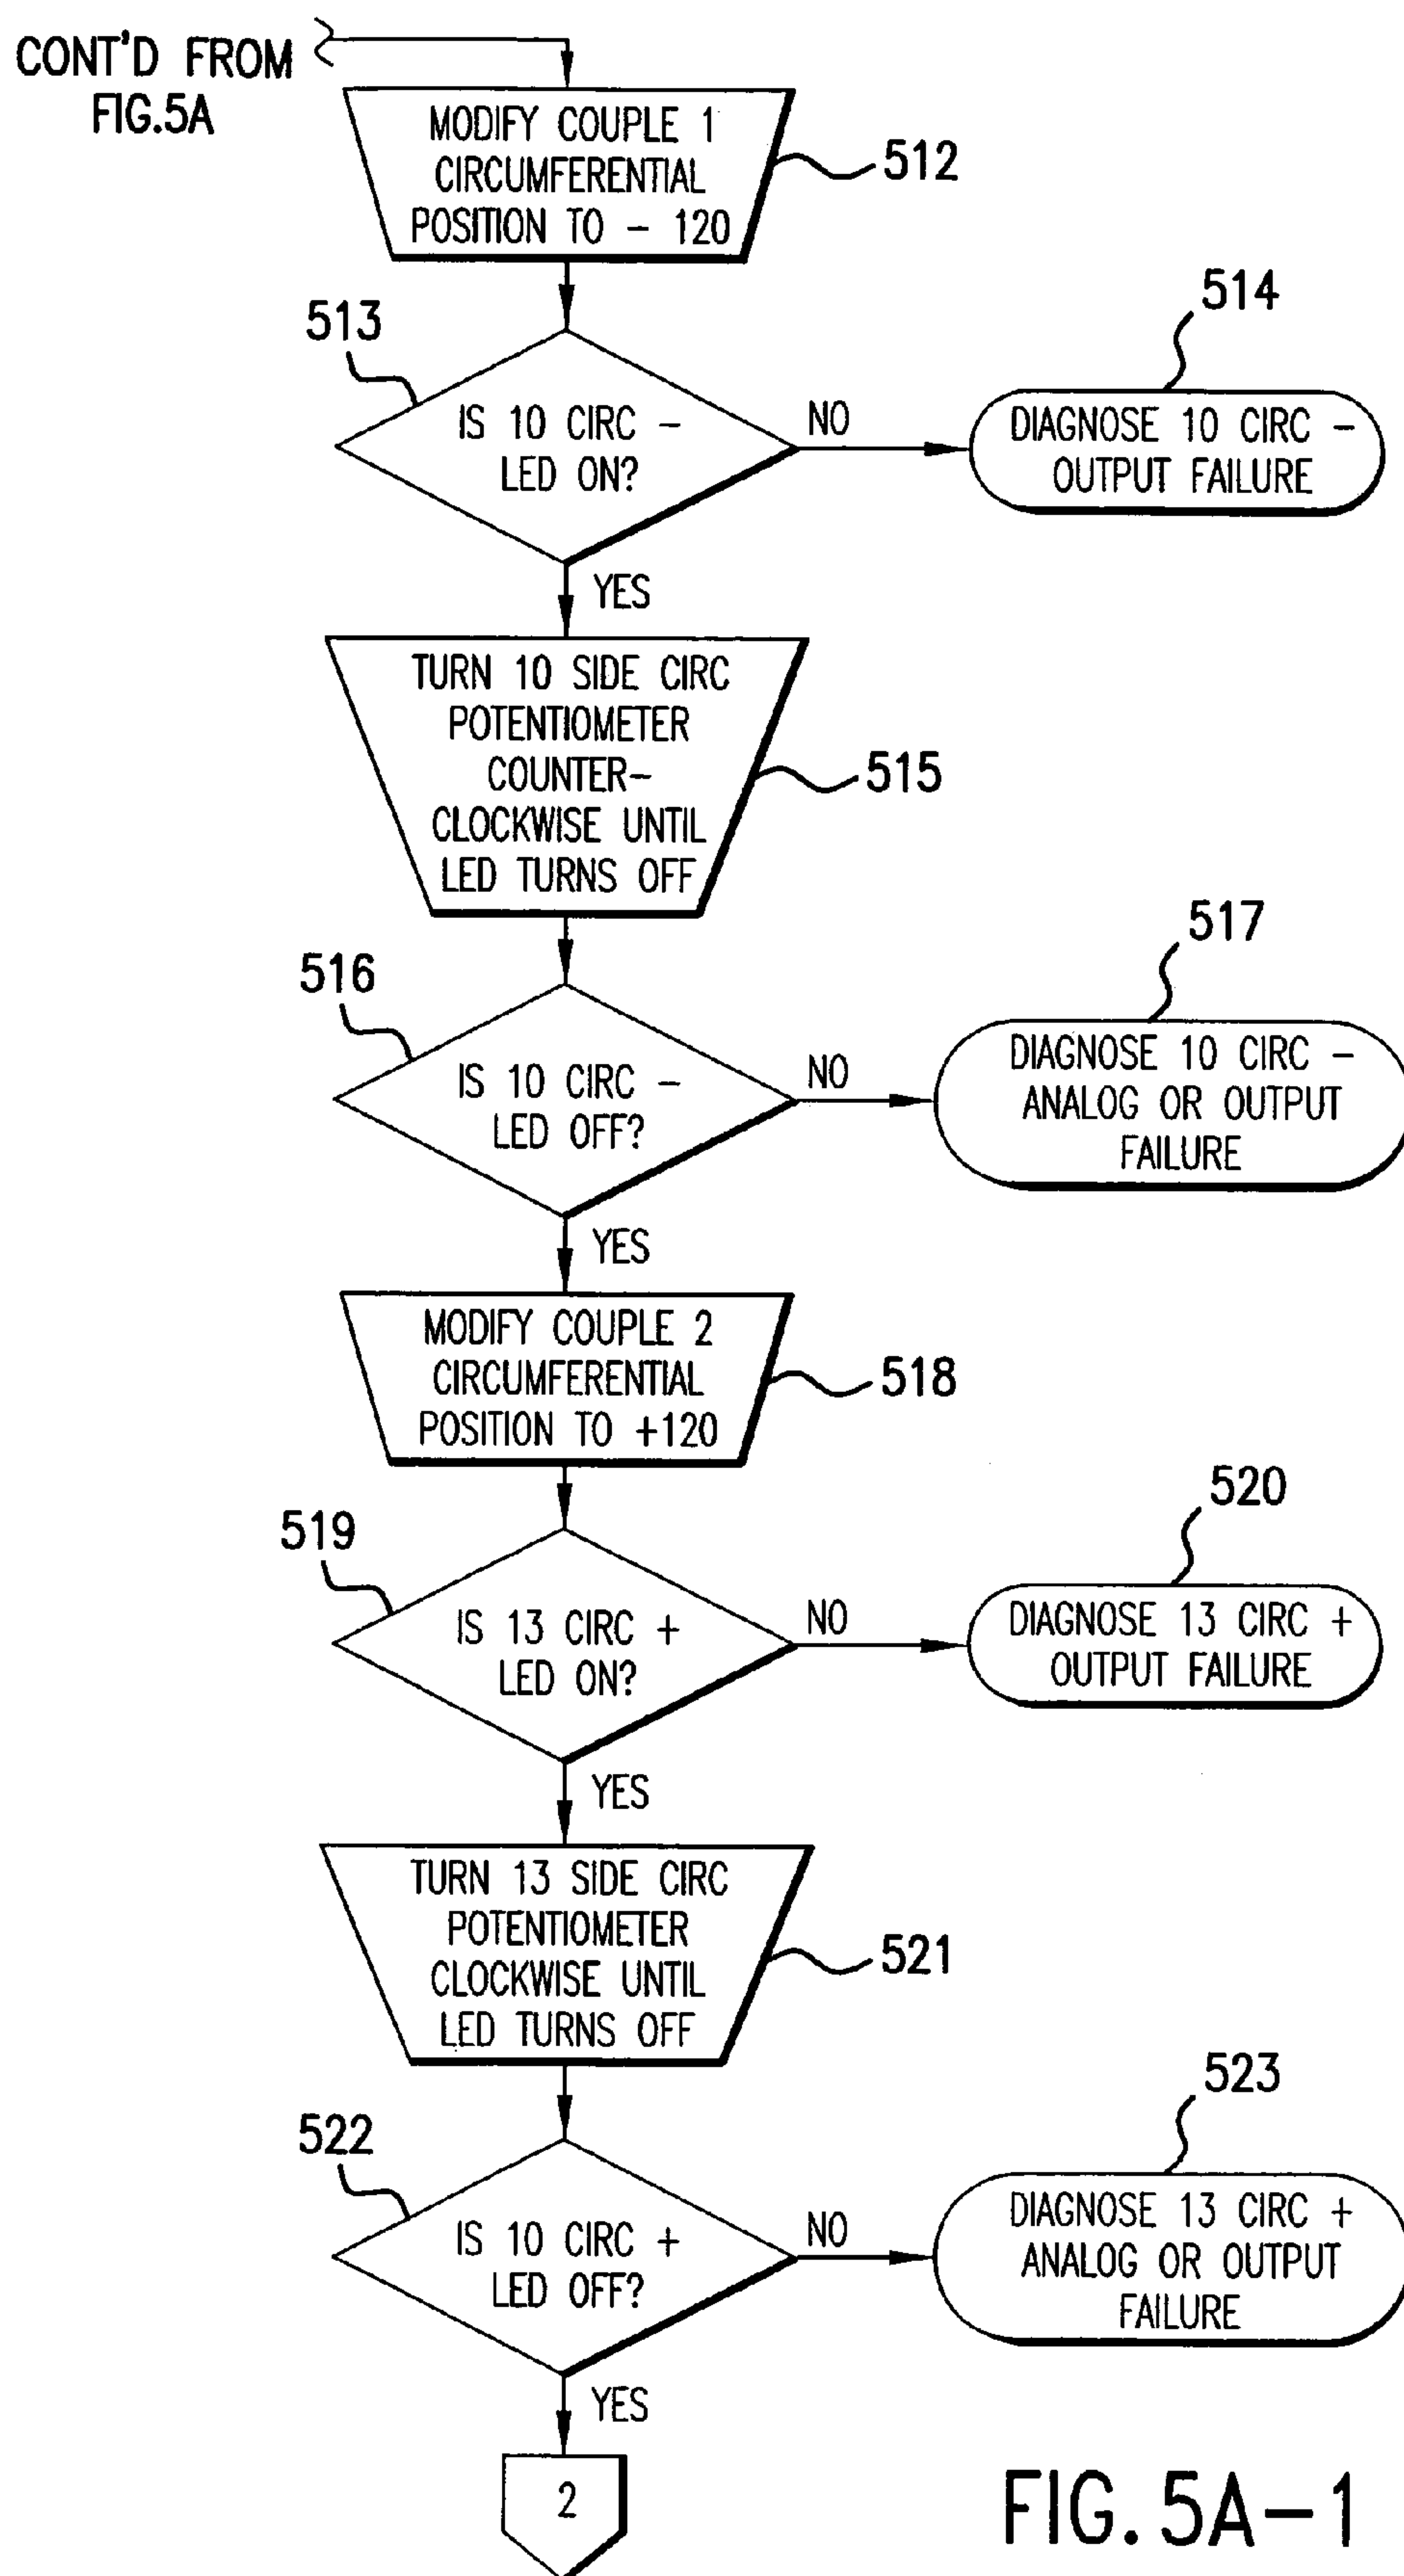 CONT'D FROM
FIG.5A
MODIFY COUPLE 1
CIRCUMFERENTIAL
POSITION TO - 120
512
513
IS 10 CIRC -
LED ON?
NO
514
DIAGNOSE 10 CIRC -
OUTPUT FAILURE
YES
TURN 10 SIDE CIRC
POTENTIOMETER
COUNTER-
CLOCKWISE UNTIL
LED TURNS OFF
515
516
IS 10 CIRC -
LED OFF?
NO
517
DIAGNOSE 10 CIRC -
ANALOG OR OUTPUT
FAILURE
YES
MODIFY COUPLE 2
CIRCUMFERENTIAL
POSITION TO +120
518
519
IS 13 CIRC +
LED ON?
NO
520
DIAGNOSE 13 CIRC +
OUTPUT FAILURE
YES
TURN 13 SIDE CIRC
POTENTIOMETER
CLOCKWISE UNTIL
LED TURNS OFF
521
522
IS 10 CIRC +
LED OFF?
NO
523
DIAGNOSE 13 CIRC +
ANALOG OR OUTPUT
FAILURE
YES
2
FIG. 5A-1